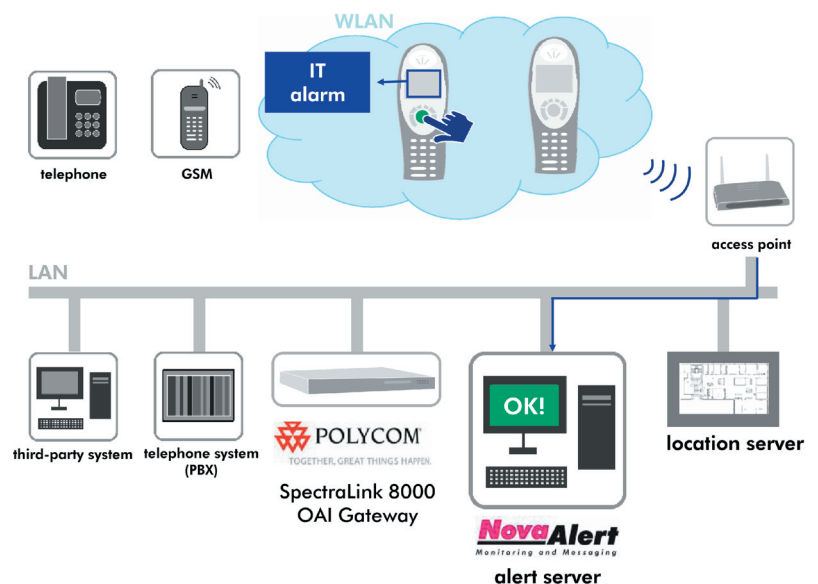 WLAN
IT
alarm
telephone
GSM
access point
LAN
OK!
third-party system
telephone system
(PBX)
POLYCOM
TOGETHER, GREAT THINGS HAPPEN.
SpectraLink 8000
OAI Gateway
NovaAlert
Monitoring and Messaging
alert server
location server